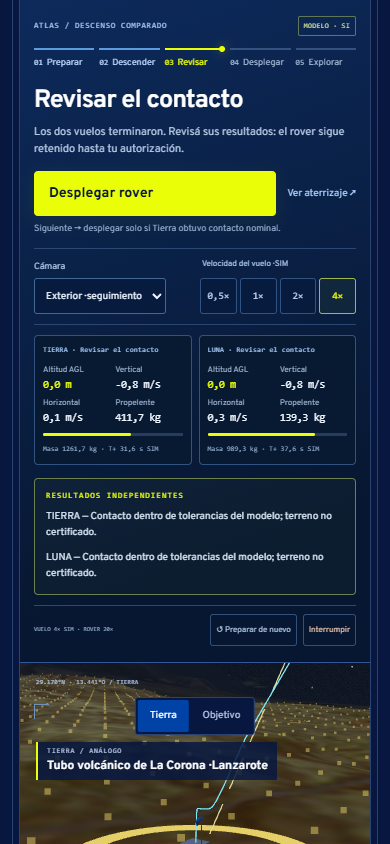 ATLAS / DESCENSO COMPARADO
MODELO · SI
01 Preparar 02 Descender 03 Revisar 04 Desplegar 05 Explorar
Revisar el contacto
Los dos vuelos terminaron. Revisá sus resultados: el rover sigue
retenido hasta tu autorización.
Desplegar rover
Ver aterrizaje ↗
Siguiente → desplegar solo si Tierra obtuvo contacto nominal.
Cámara
Velocidad del vuelo ·SIM
Exterior ·seguimiento
0,5× 1× 2× 4×
TIERRA · Revisar el contacto
Altitud AGL Vertical
0,0 m -0,8 m/s
Horizontal Propelente
0,1 m/s 411,7 kg
Masa 1261,7 kg · T+ 31,6 s SIM
LUNA · Revisar el contacto
Altitud AGL Vertical
0,0 m -0,8 m/s
Horizontal Propelente
0,3 m/s 139,3 kg
Masa 989,3 kg · T+ 37,6 s SIM
RESULTADOS INDEPENDIENTES
TIERRA — Contacto dentro de tolerancias del modelo; terreno no
certificado.
LUNA — Contacto dentro de tolerancias del modelo; terreno no
certificado.
VUELO 4× SIM · ROVER 20×
↺ Preparar de nuevo
Interrumpir
/ TIERRA
Tierra Objetivo
TIERRA / ANÁLOGO
Tubo volcánico de La Corona ·Lanzarote